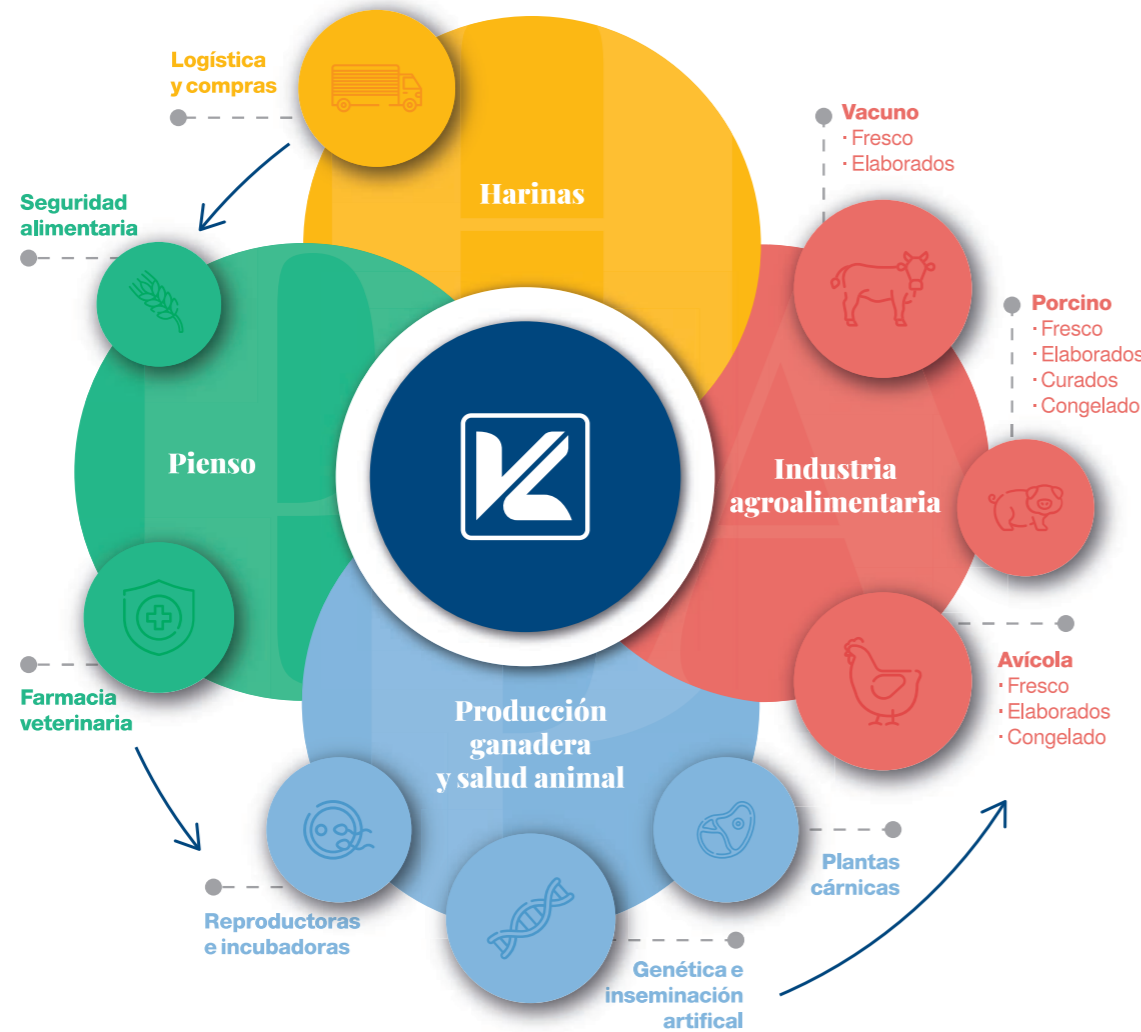 Logística
y compras
Harinas
Vacuno
· Fresco
· Elaborados
Seguridad
alimentaria
Porcino
· Fresco
· Elaborados
· Curados
· Congelado
Pienso
Industria
agroalimentaria
Avícola
· Fresco
· Elaborados
· Congelado
Farmacia
veterinaria
Producción
ganadera
y salud animal
Plantas
cárnicas
Reproductoras
e incubadoras
Genética e
inseminación
artifical